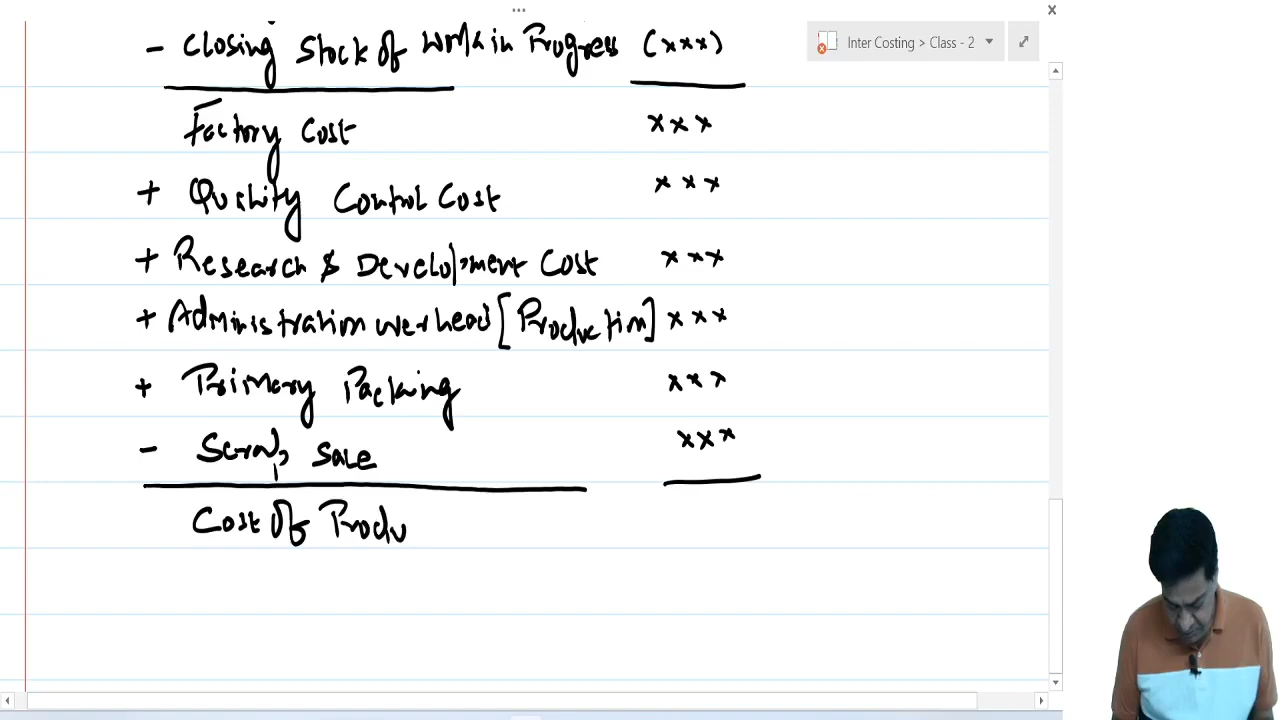 Inter Costing > Class - 2
- Closing Stock of Work in Progress (xxx)
Factory Cost xxx
+ Quality Control Cost xxx
+ Research & Development Cost xxx
+ Administration overhead [Production] xxx
+ Primary Packing xxx
- Scrap Sale xxx
Cost of Produ